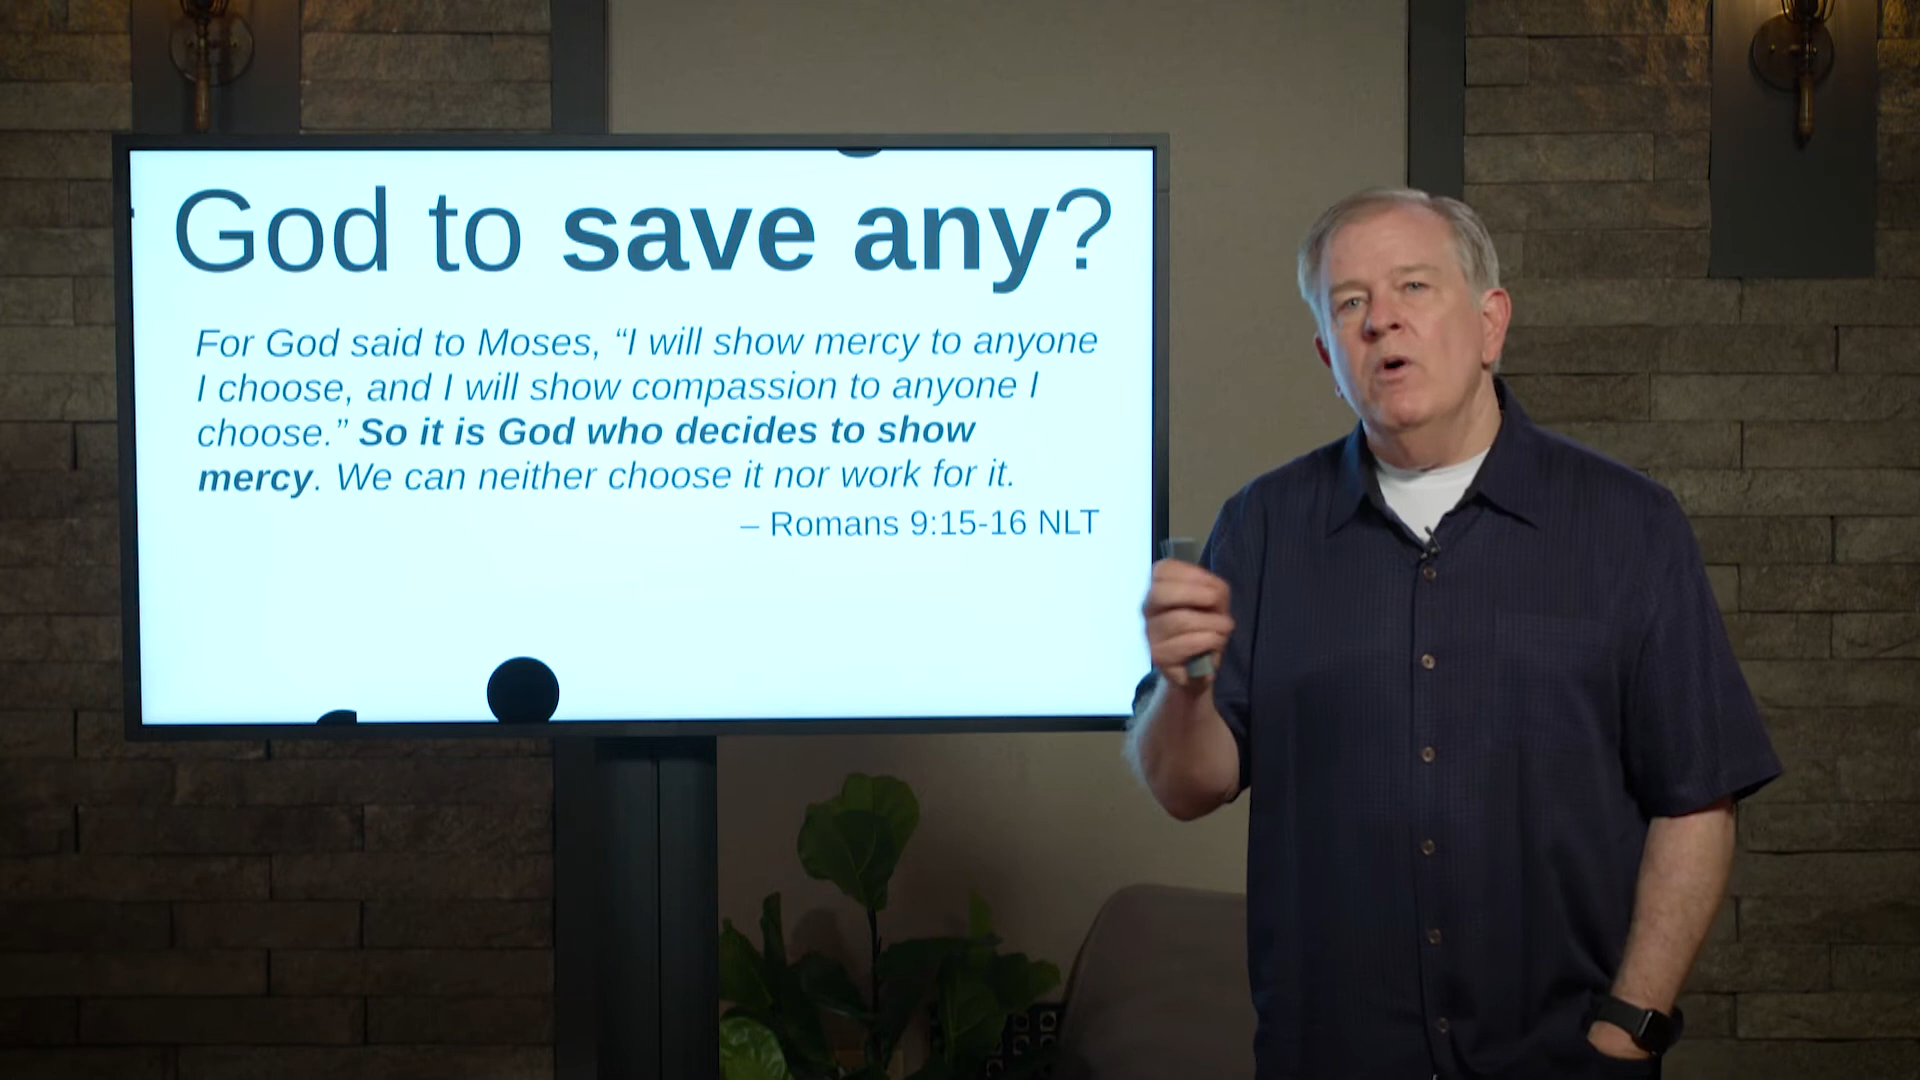 God to save any?
For God said to Moses, “I will show mercy to anyone
I choose, and I will show compassion to anyone I
choose.” So it is God who decides to show
mercy. We can neither choose it nor work for it.
– Romans 9:15-16 NLT